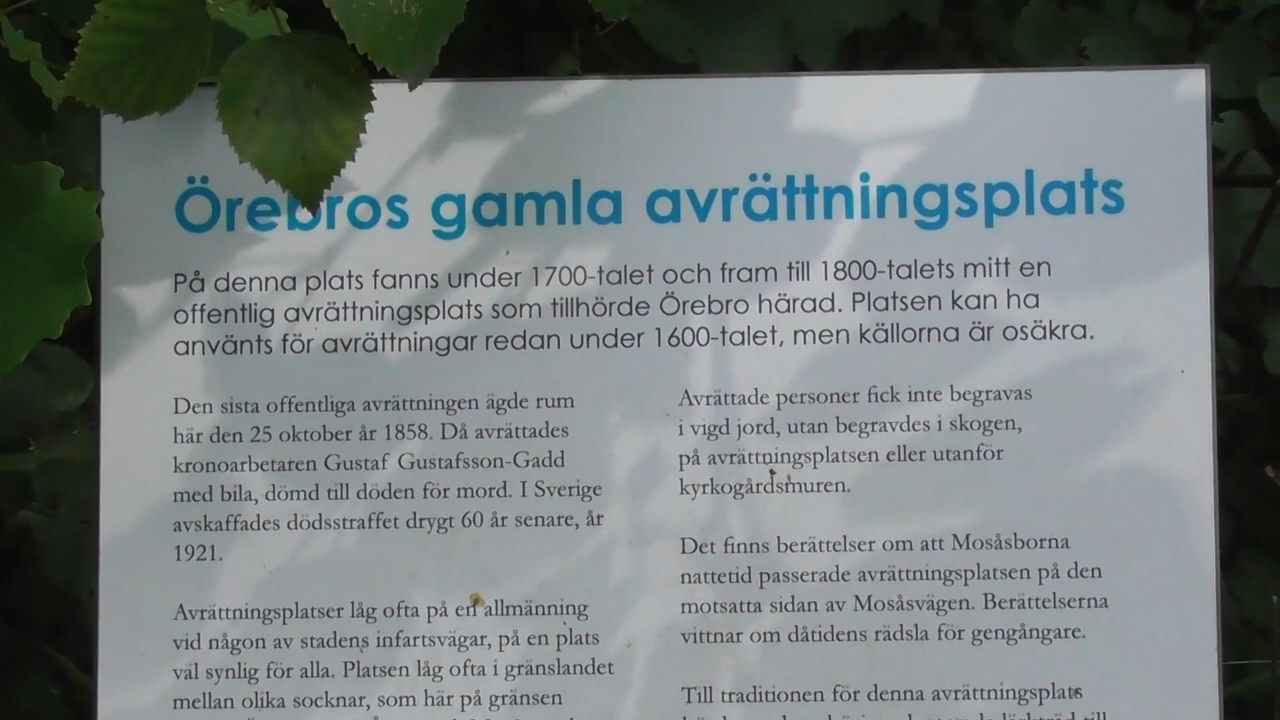 Örebros gamla avrättningsplats
På denna plats fanns under 1700-talet och fram till 1800-talets mitt en
offentlig avrättningsplats som tillhörde Örebro härad. Platsen kan ha
använts för avrättningar redan under 1600-talet, men källorna är osäkra.
Den sista offentliga avrättningen ägde rum
här den 25 oktober år 1858. Då avrättades
kronoarbetaren Gustaf Gustafsson-Gadd
med bila, dömd till döden för mord. I Sverige
avskaffades dödsstraffet drygt 60 år senare, år
1921.
Avrättningsplatser låg ofta på en allmänning
vid någon av stadens infartsvägar, på en plats
väl synlig för alla. Platsen låg ofta i gränslandet
mellan olika socknar, som här på gränsen
Avrättade personer fick inte begravas
i vigd jord, utan begravdes i skogen,
på avrättningsplatsen eller utanför
kyrkogårdsmuren.
Det finns berättelser om att Mosåsborna
nattetid passerade avrättningsplatsen på den
motsatta sidan av Mosåsvägen. Berättelserna
vittnar om dåtidens rädsla för gengångare.
Till traditionen för denna avrättningsplats